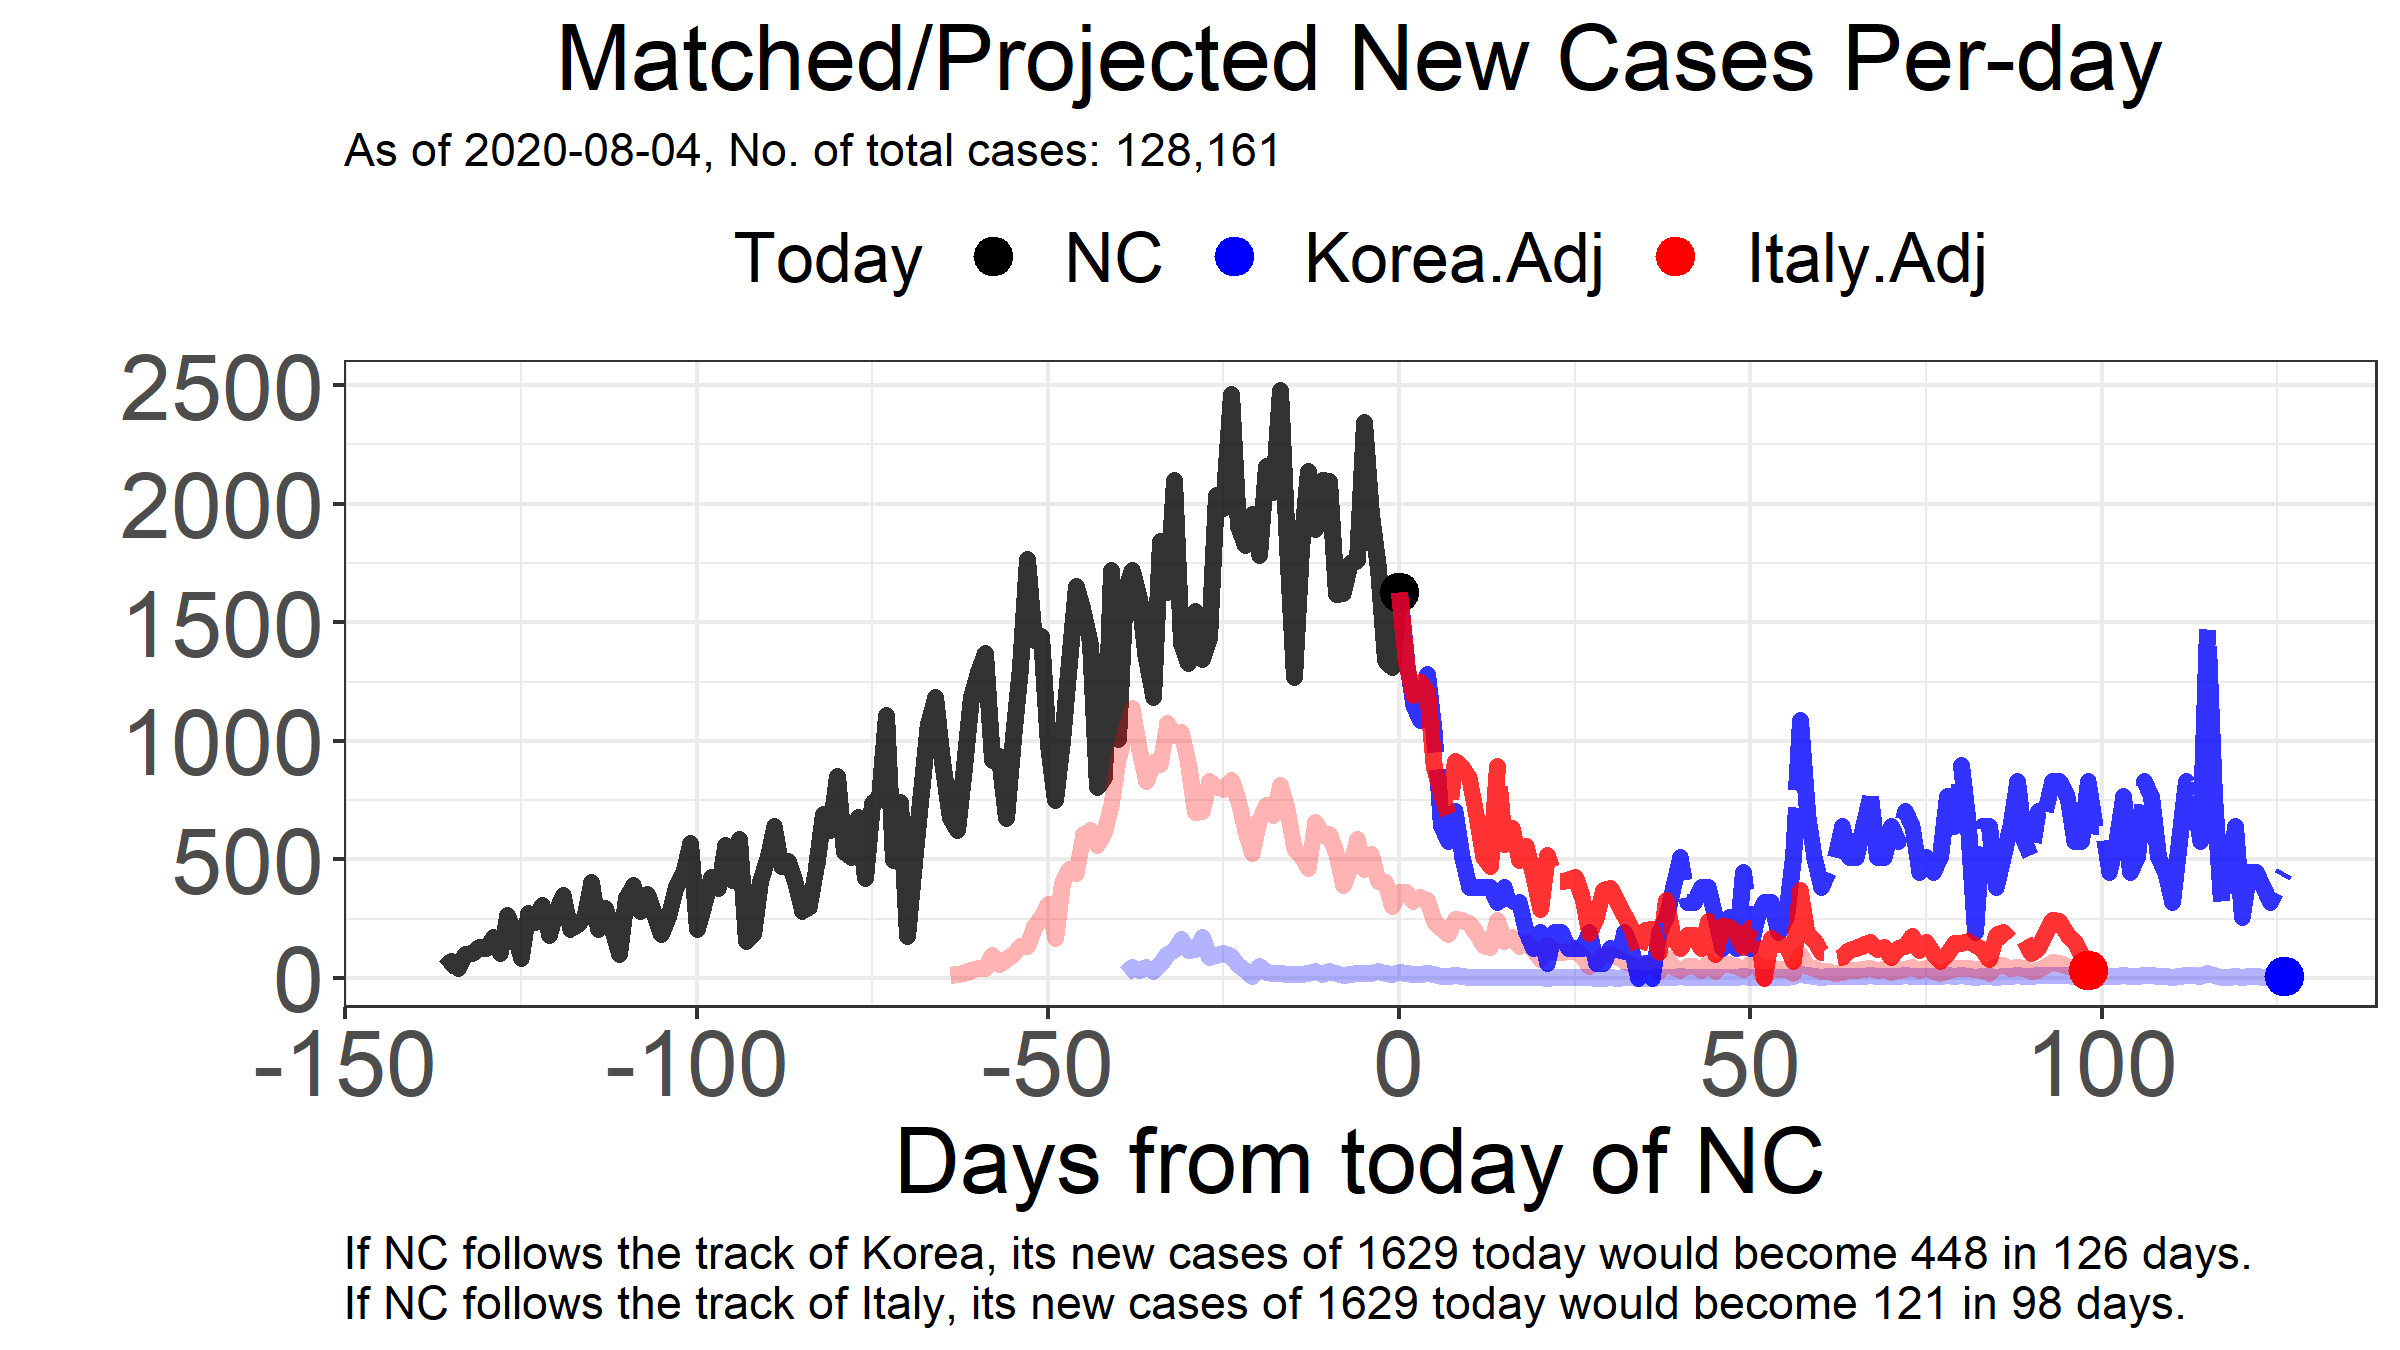 Matched/Projected New Cases Per-day
As of 2020-08-04, No. of total cases: 128,161
Today NC Korea.Adj Italy.Adj
2500
2000
1500
1000
500
0
-150 -100 -50 0 50 100
Days from today of NC
If NC follows the track of Korea, its new cases of 1629 today would become 448 in 126 days.
If NC follows the track of Italy, its new cases of 1629 today would become 121 in 98 days.